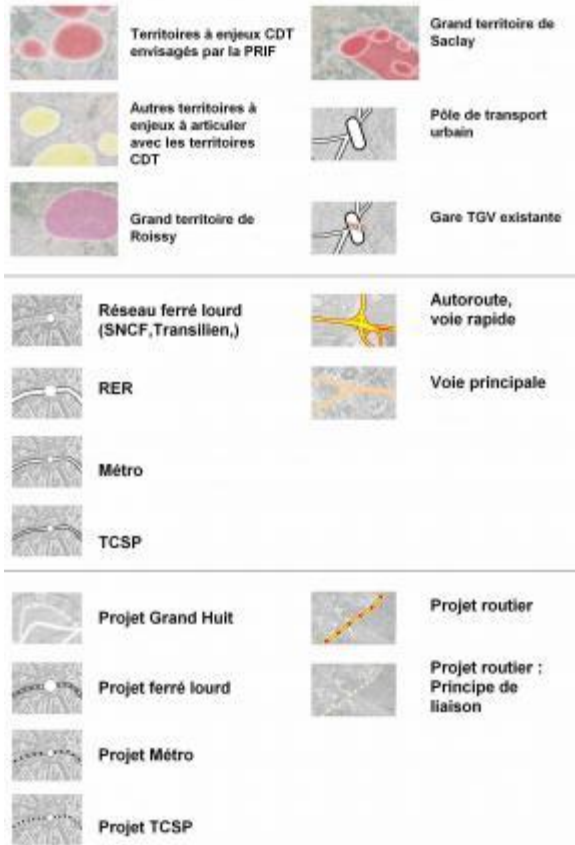 Territoires à enjeux CDT
envisagés par la PRIF
Autres territoires à
enjeux à articuler
avec les territoires
CDT
Grand territoire de
Roissy
Grand territoire de
Saclay
Pôle de transport
urbain
Gare TGV existante
Réseau ferré lourd
(SNCF,Transilien,)
RER
Métro
TCSP
Autoroute,
voie rapide
Voie principale
Projet Grand Huit
Projet ferré lourd
Projet Métro
Projet TCSP
Projet routier
Projet routier :
Principe de
liaison